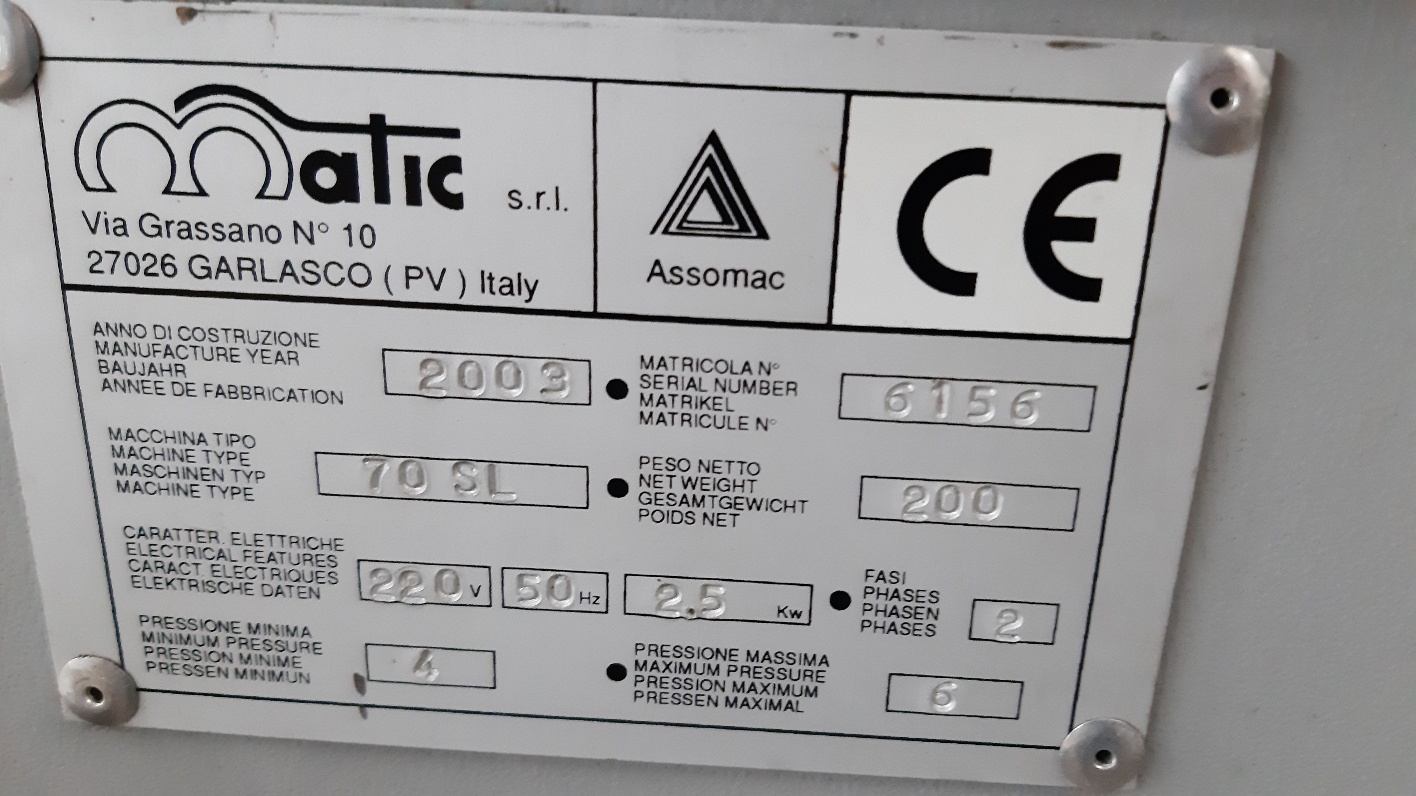 matic s.r.l.
Via Grassano N° 10
27026 GARLASCO ( PV ) Italy
Assomac
CE
ANNO DI COSTRUZIONE
MANUFACTURE YEAR
BAUJAHR
ANNEE DE FABBRICATION
2003
MATRICOLA N°
SERIAL NUMBER
MATRIKEL
MATRICULE N°
6156
MACCHINA TIPO
MACHINE TYPE
MASCHINEN TYP
MACHINE TYPE
70 SL
PESO NETTO
NET WEIGHT
GESAMTGEWICHT
POIDS NET
200
CARATTER. ELETTRICHE
ELECTRICAL FEATURES
CARACT. ELECTRIQUES
ELEKTRISCHE DATEN
220 V
50 Hz
2.5 Kw
FASI
PHASES
PHASEN
PHASES
2
PRESSIONE MINIMA
MINIMUM PRESSURE
PRESSION MINIME
PRESSEN MINIMUN
4
PRESSIONE MASSIMA
MAXIMUM PRESSURE
PRESSION MAXIMUM
PRESSEN MAXIMAL
6